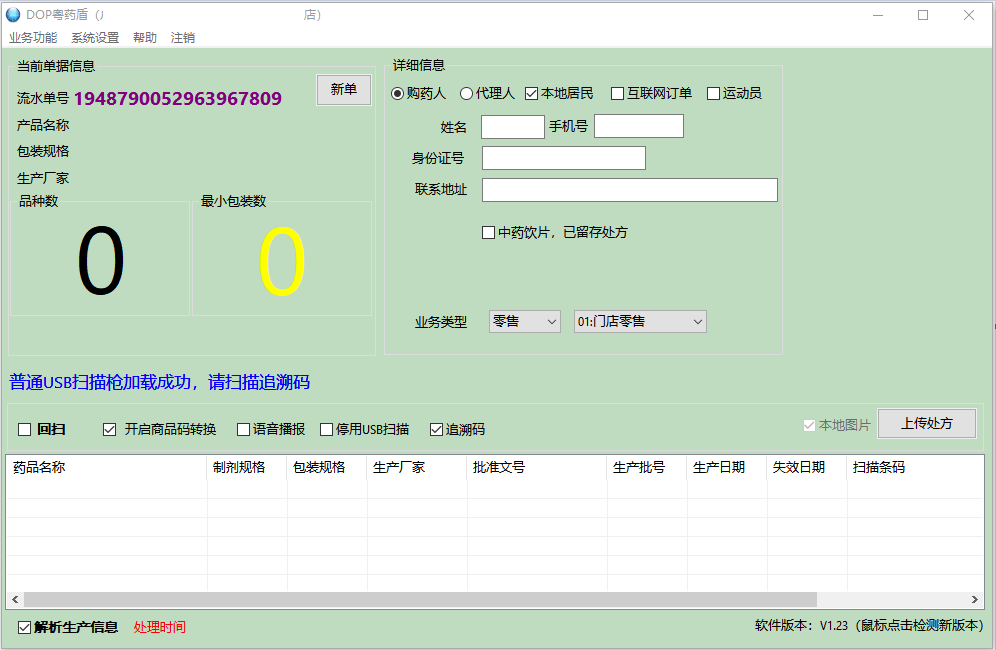 DOP粤药盾（ 店）
业务功能 系统设置 帮助 注销
当前单据信息
流水单号 1948790052963967809 新单
产品名称
包装规格
生产厂家
品种数 最小包装数
0 0
详细信息
购药人 代理人 本地居民 互联网订单 运动员
姓名 手机号
身份证号
联系地址
中药饮片，已留存处方
业务类型 零售 01:门店零售
普通USB扫描枪加载成功，请扫描追溯码
回扫 开启商品码转换 语音播报 停用USB扫描 追溯码 本地图片 上传处方
药品名称 制剂规格 包装规格 生产厂家 批准文号 生产批号 生产日期 失效日期 扫描条码
解析生产信息 处理时间 软件版本：V1.23（鼠标点击检测新版本）